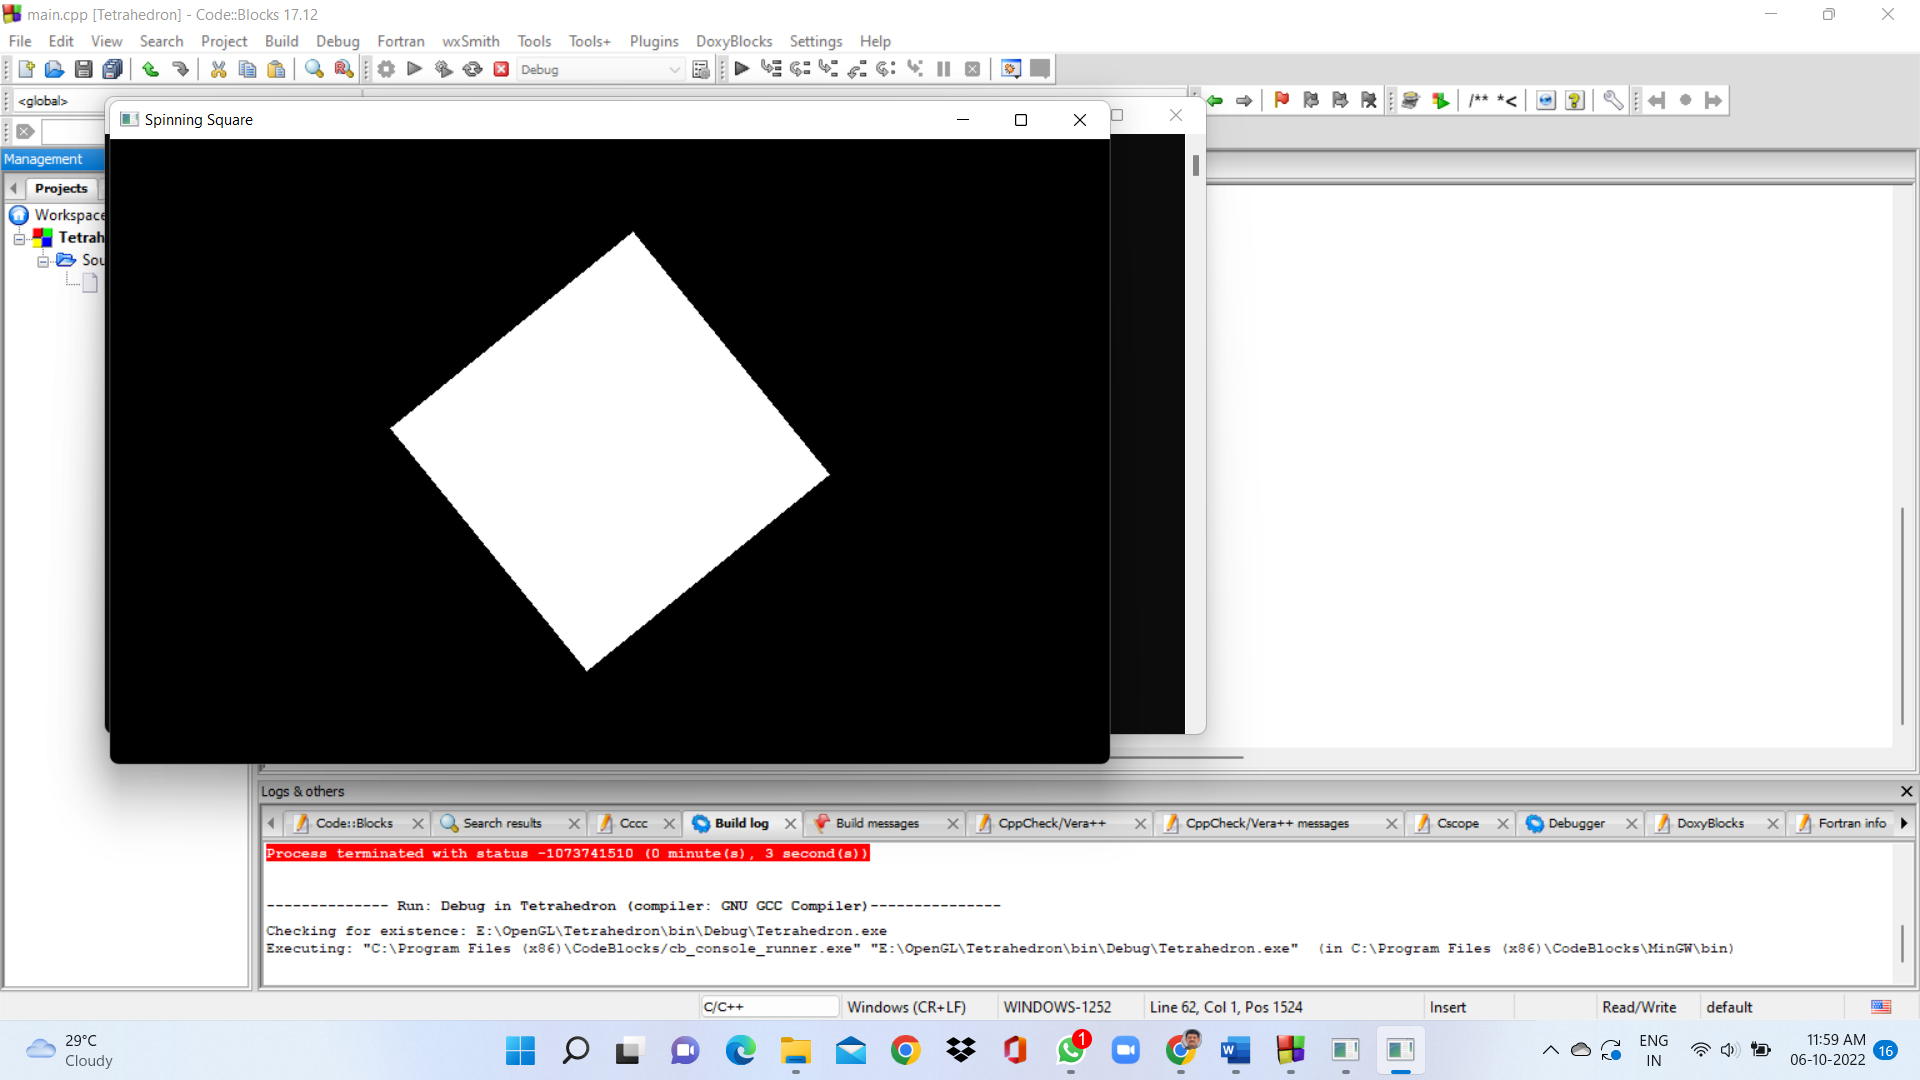 main.cpp [Tetrahedron] - Code::Blocks 17.12
File Edit View Search Project Build Debug Fortran wxSmith Tools Tools+ Plugins DoxyBlocks Settings Help
Debug
<global>
/** *<
Spinning Square
Management
Projects
Workspace
Tetrah
Sou
Logs & others
Code::Blocks Search results Cccc Build log Build messages CppCheck/Vera++ CppCheck/Vera++ messages Cscope Debugger DoxyBlocks Fortran info
Process terminated with status -1073741510 (0 minute(s), 3 second(s))
-------------- Run: Debug in Tetrahedron (compiler: GNU GCC Compiler)---------------
Checking for existence: E:\OpenGL\Tetrahedron\bin\Debug\Tetrahedron.exe
Executing: "C:\Program Files (x86)\CodeBlocks/cb_console_runner.exe" "E:\OpenGL\Tetrahedron\bin\Debug\Tetrahedron.exe"  (in C:\Program Files (x86)\CodeBlocks\MinGW\bin)
C/C++ Windows (CR+LF) WINDOWS-1252 Line 62, Col 1, Pos 1524 Insert Read/Write default
29°C
Cloudy
1
ENG
IN
11:59 AM
06-10-2022
16